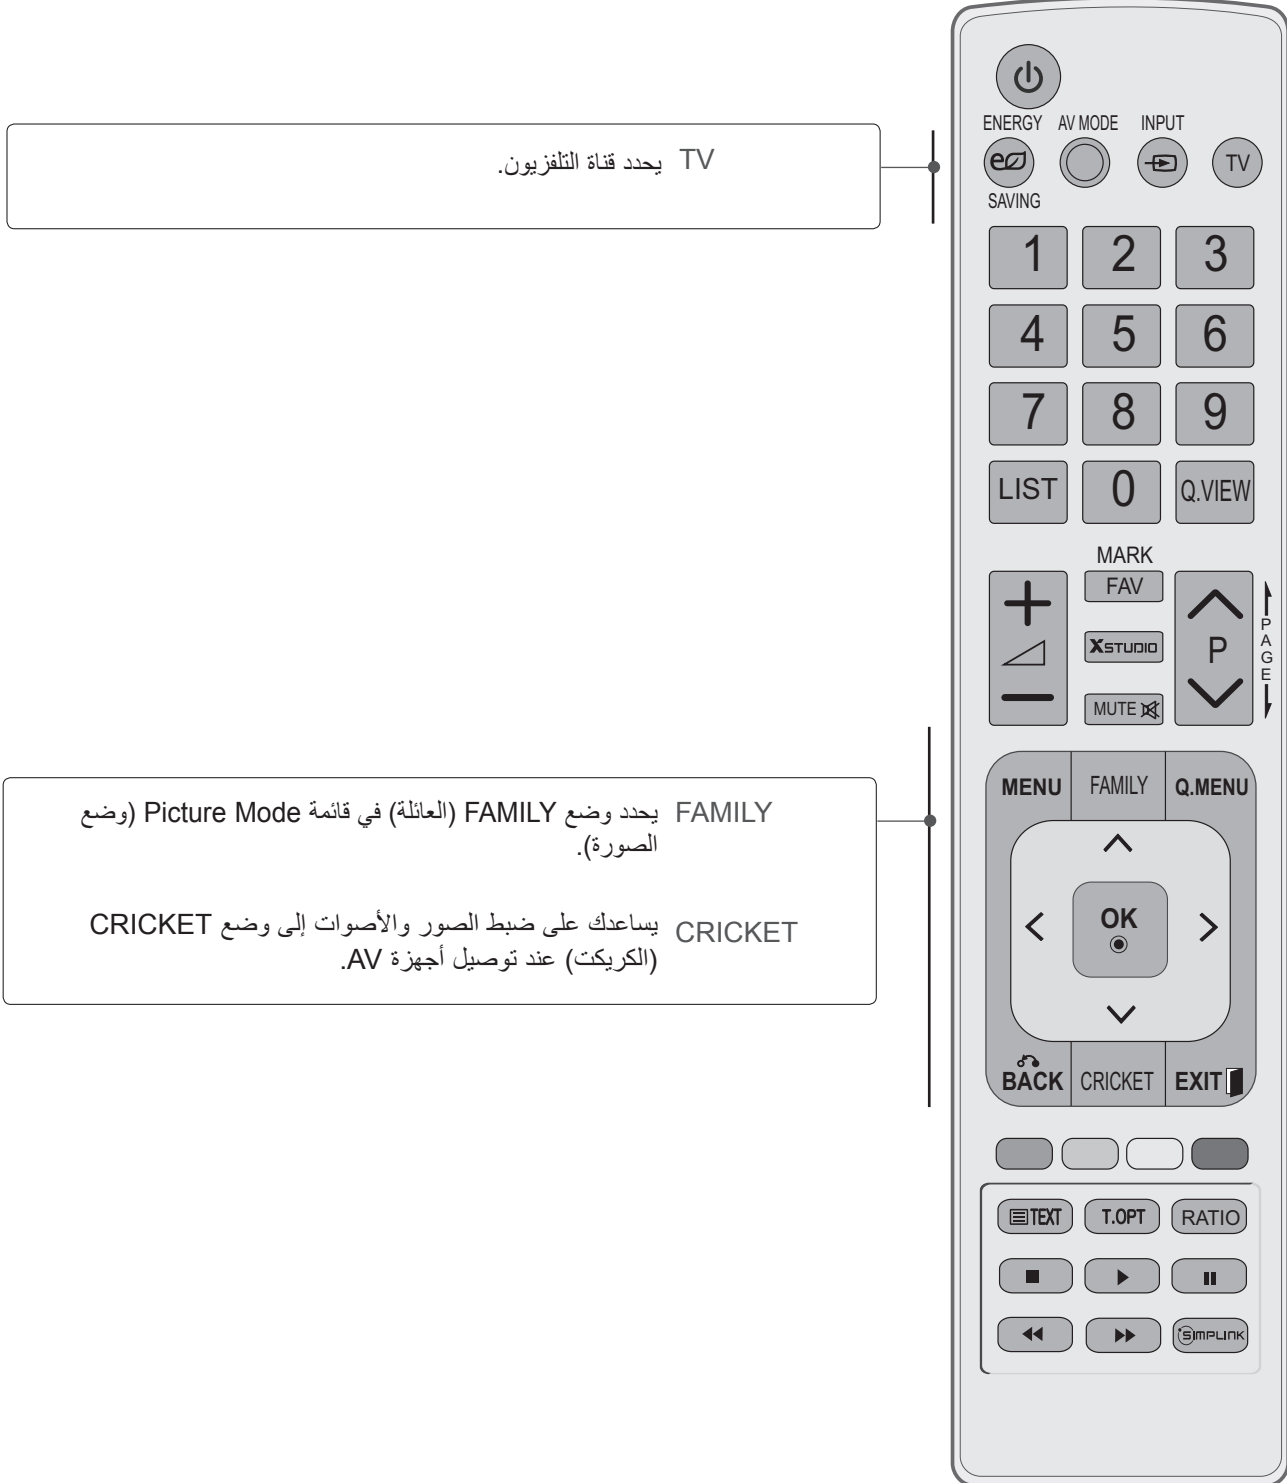 ENERGY AV MODE INPUT
TV
SAVING
TV يحدد قناة التلفزيون.
1 2 3
4 5 6
7 8 9
LIST 0 Q.VIEW
MARK
FAV
P
PAGE
XSTUDIO
MUTE
MENU FAMILY Q.MENU
FAMILY يحدد وضع FAMILY (العائلة) في قائمة Picture Mode (وضع
الصورة).
OK
CRICKET يساعدك على ضبط الصور والأصوات إلى وضع CRICKET
(الكريكت) عند توصيل أجهزة AV.
BACK CRICKET EXIT
TEXT T.OPT RATIO
SIMPLINK